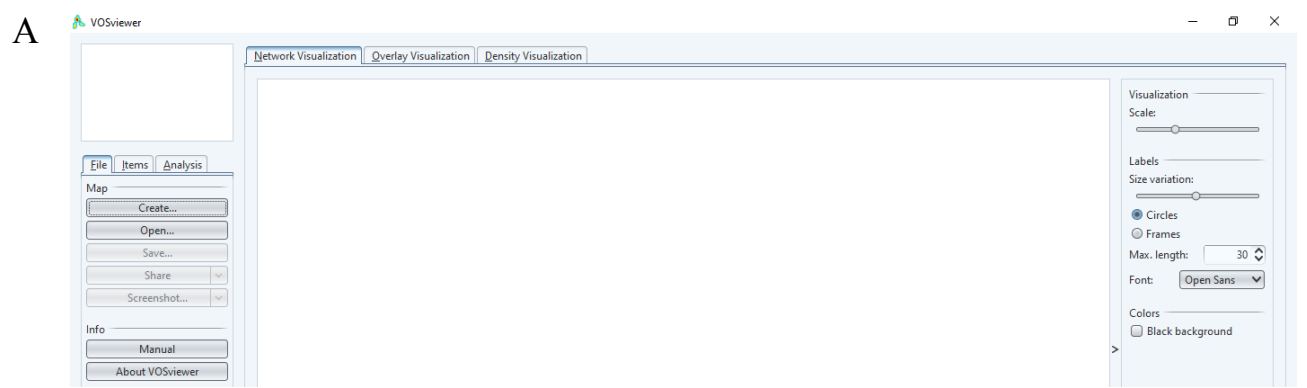 A
VOSviewer
Network Visualization Overlay Visualization Density Visualization
File Items Analysis
Map
Create...
Open...
Save...
Share
Screenshot...
Info
Manual
About VOSviewer
>
Visualization
Scale:
Labels
Size variation:
Circles
Frames
Max. length: 30
Font: Open Sans
Colors
Black background